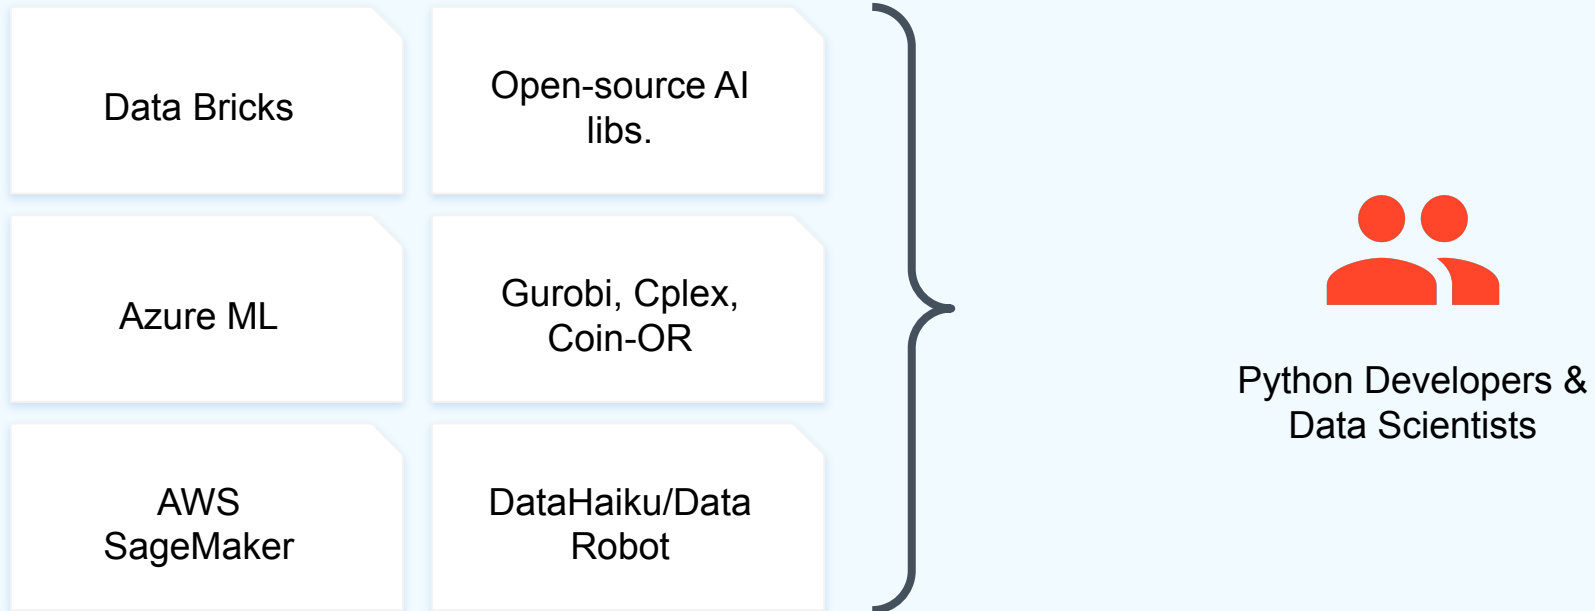 Data Bricks
Open-source AI
libs.
Azure ML
Gurobi, Cplex,
Coin-OR
AWS
SageMaker
DataHaiku/Data
Robot
Python Developers &
Data Scientists